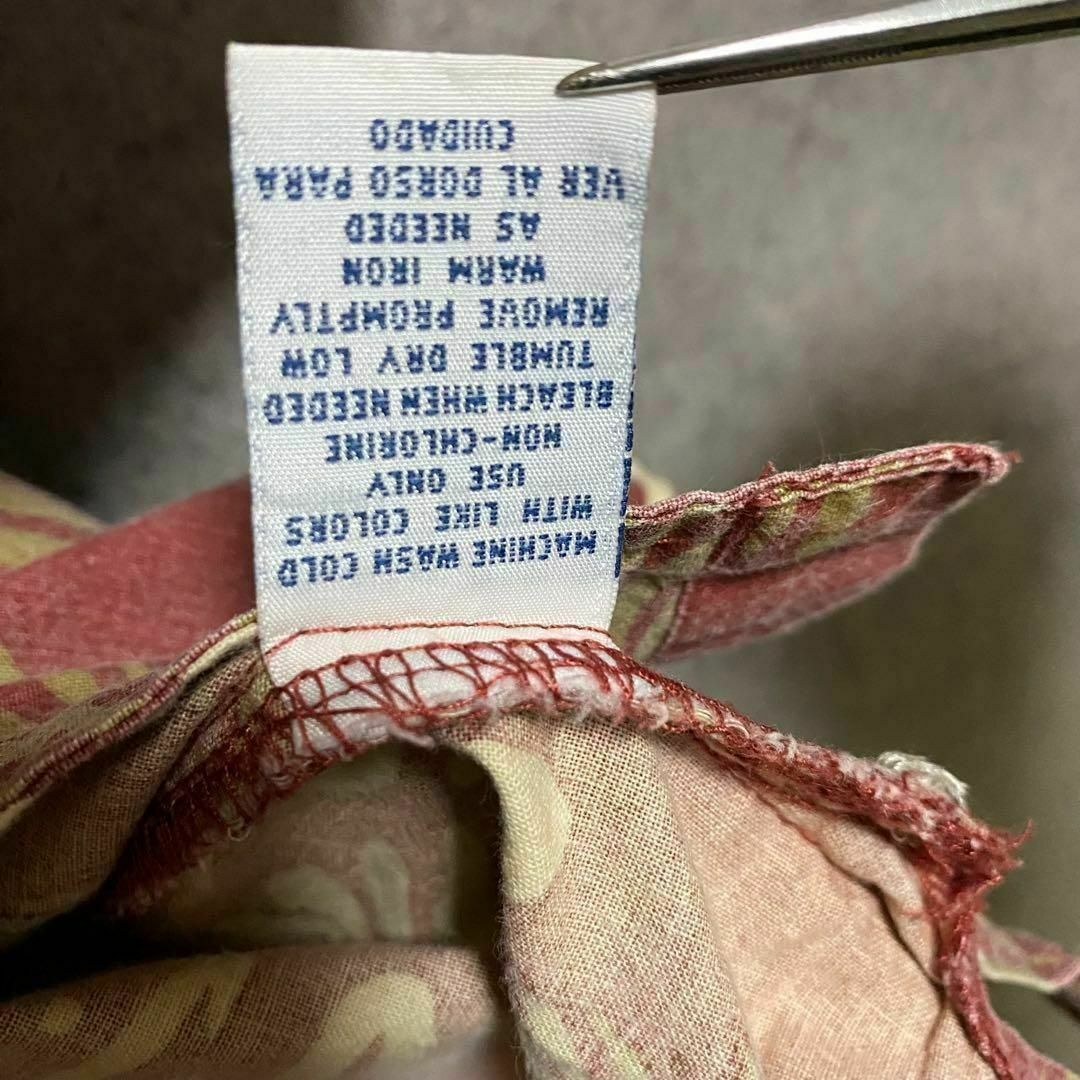 MACHINE WASH COLD
WITH LIKE COLORS
USE ONLY
NON-CHLORINE
BLEACH WHEN NEEDED
TUMBLE DRY LOW
REMOVE PROMPTLY
WARM IRON
AS NEEDED
VER AL DORSO PARA
CUIDADO